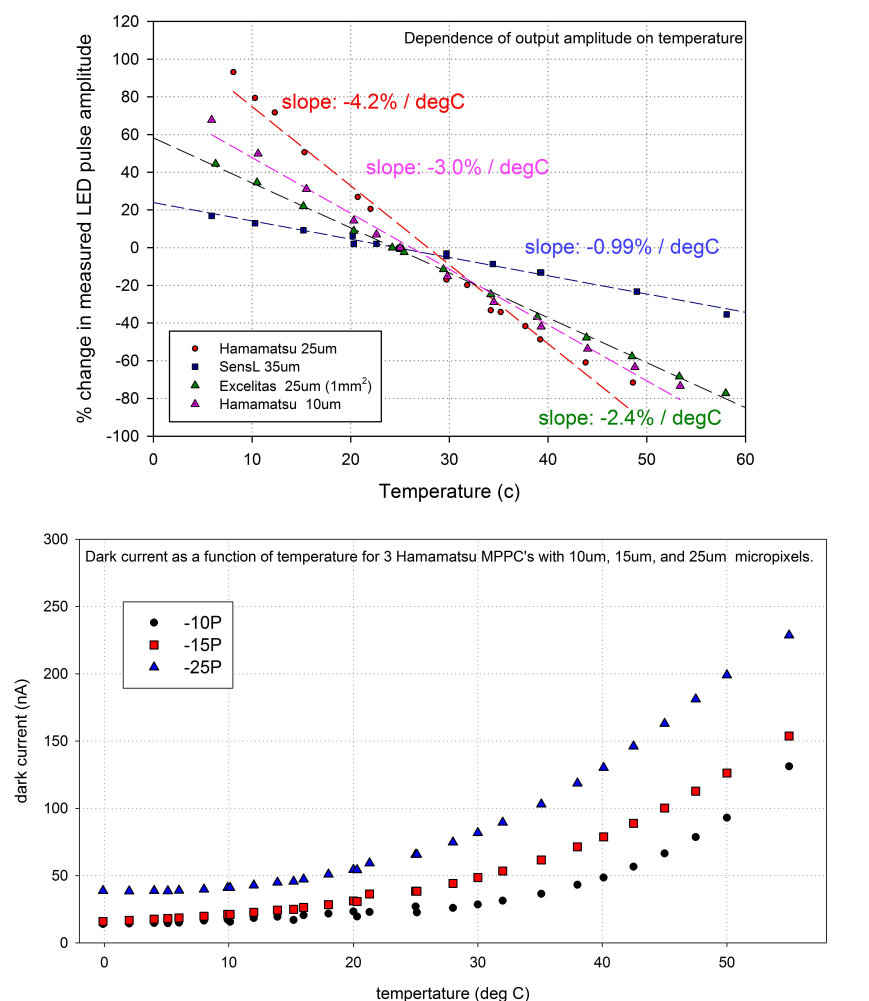 120
Dependence of output amplitude on temperature
100
80
slope: -4.2% / degC
60
slope: -3.0% / degC
40
20
0
slope: -0.99% / degC
-20
-40
-60
-80
-100
slope: -2.4% / degC
% change in measured LED pulse amplitude
Hamamatsu 25um
SensL 35um
Excelitas 25um (1mm²)
Hamamatsu 10um
0 10 20 30 40 50 60
Temperature (c)
300
Dark current as a function of temperature for 3 Hamamatsu MPPC's with 10um, 15um, and 25um micropixels.
250
200
150
100
50
0
dark current (nA)
-10P
-15P
-25P
0 10 20 30 40 50
tempertature (deg C)